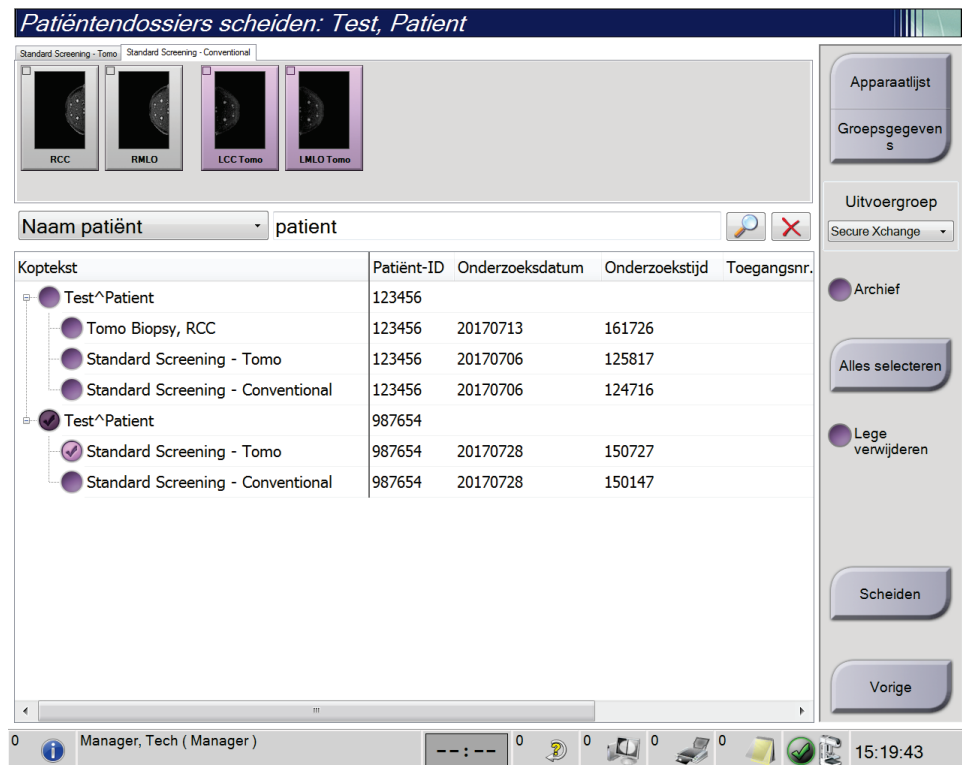 Patiëntendossiers scheiden: Test, Patient
Standard Screening - Tomo Standard Screening - Conventional
RCC RMLO LCC Tomo LMLO Tomo
Apparaatlijst
Groepsgegeven
s
Uitvoergroep
Secure Xchange
Naam patiënt patient
Koptekst Patiënt-ID Onderzoeksdatum Onderzoekstijd Toegangsnr.
Test^Patient 123456
Tomo Biopsy, RCC 123456 20170713 161726
Standard Screening - Tomo 123456 20170706 125817
Standard Screening - Conventional 123456 20170706 124716
Test^Patient 987654
Standard Screening - Tomo 987654 20170728 150727
Standard Screening - Conventional 987654 20170728 150147
Archief
Alles selecteren
Lege
verwijderen
Scheiden
Vorige
0 Manager, Tech ( Manager ) --:-- 0 0 0 0 15:19:43